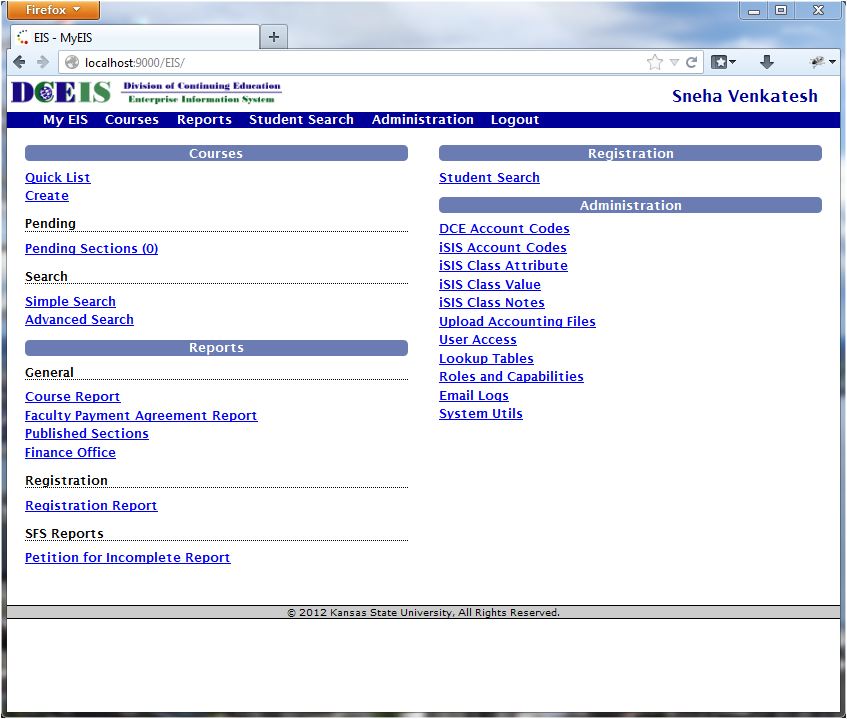 Firefox
EIS - MyEIS
localhost:9000/EIS/
DCEIS Division of Continuing Education
Enterprise Information System
Sneha Venkatesh
My EIS Courses Reports Student Search Administration Logout
Courses
Quick List
Create
Pending
Pending Sections (0)
Search
Simple Search
Advanced Search
Reports
General
Course Report
Faculty Payment Agreement Report
Published Sections
Finance Office
Registration
Registration Report
SFS Reports
Petition for Incomplete Report
Registration
Student Search
Administration
DCE Account Codes
iSIS Account Codes
iSIS Class Attribute
iSIS Class Value
iSIS Class Notes
Upload Accounting Files
User Access
Lookup Tables
Roles and Capabilities
Email Logs
System Utils
© 2012 Kansas State University, All Rights Reserved.